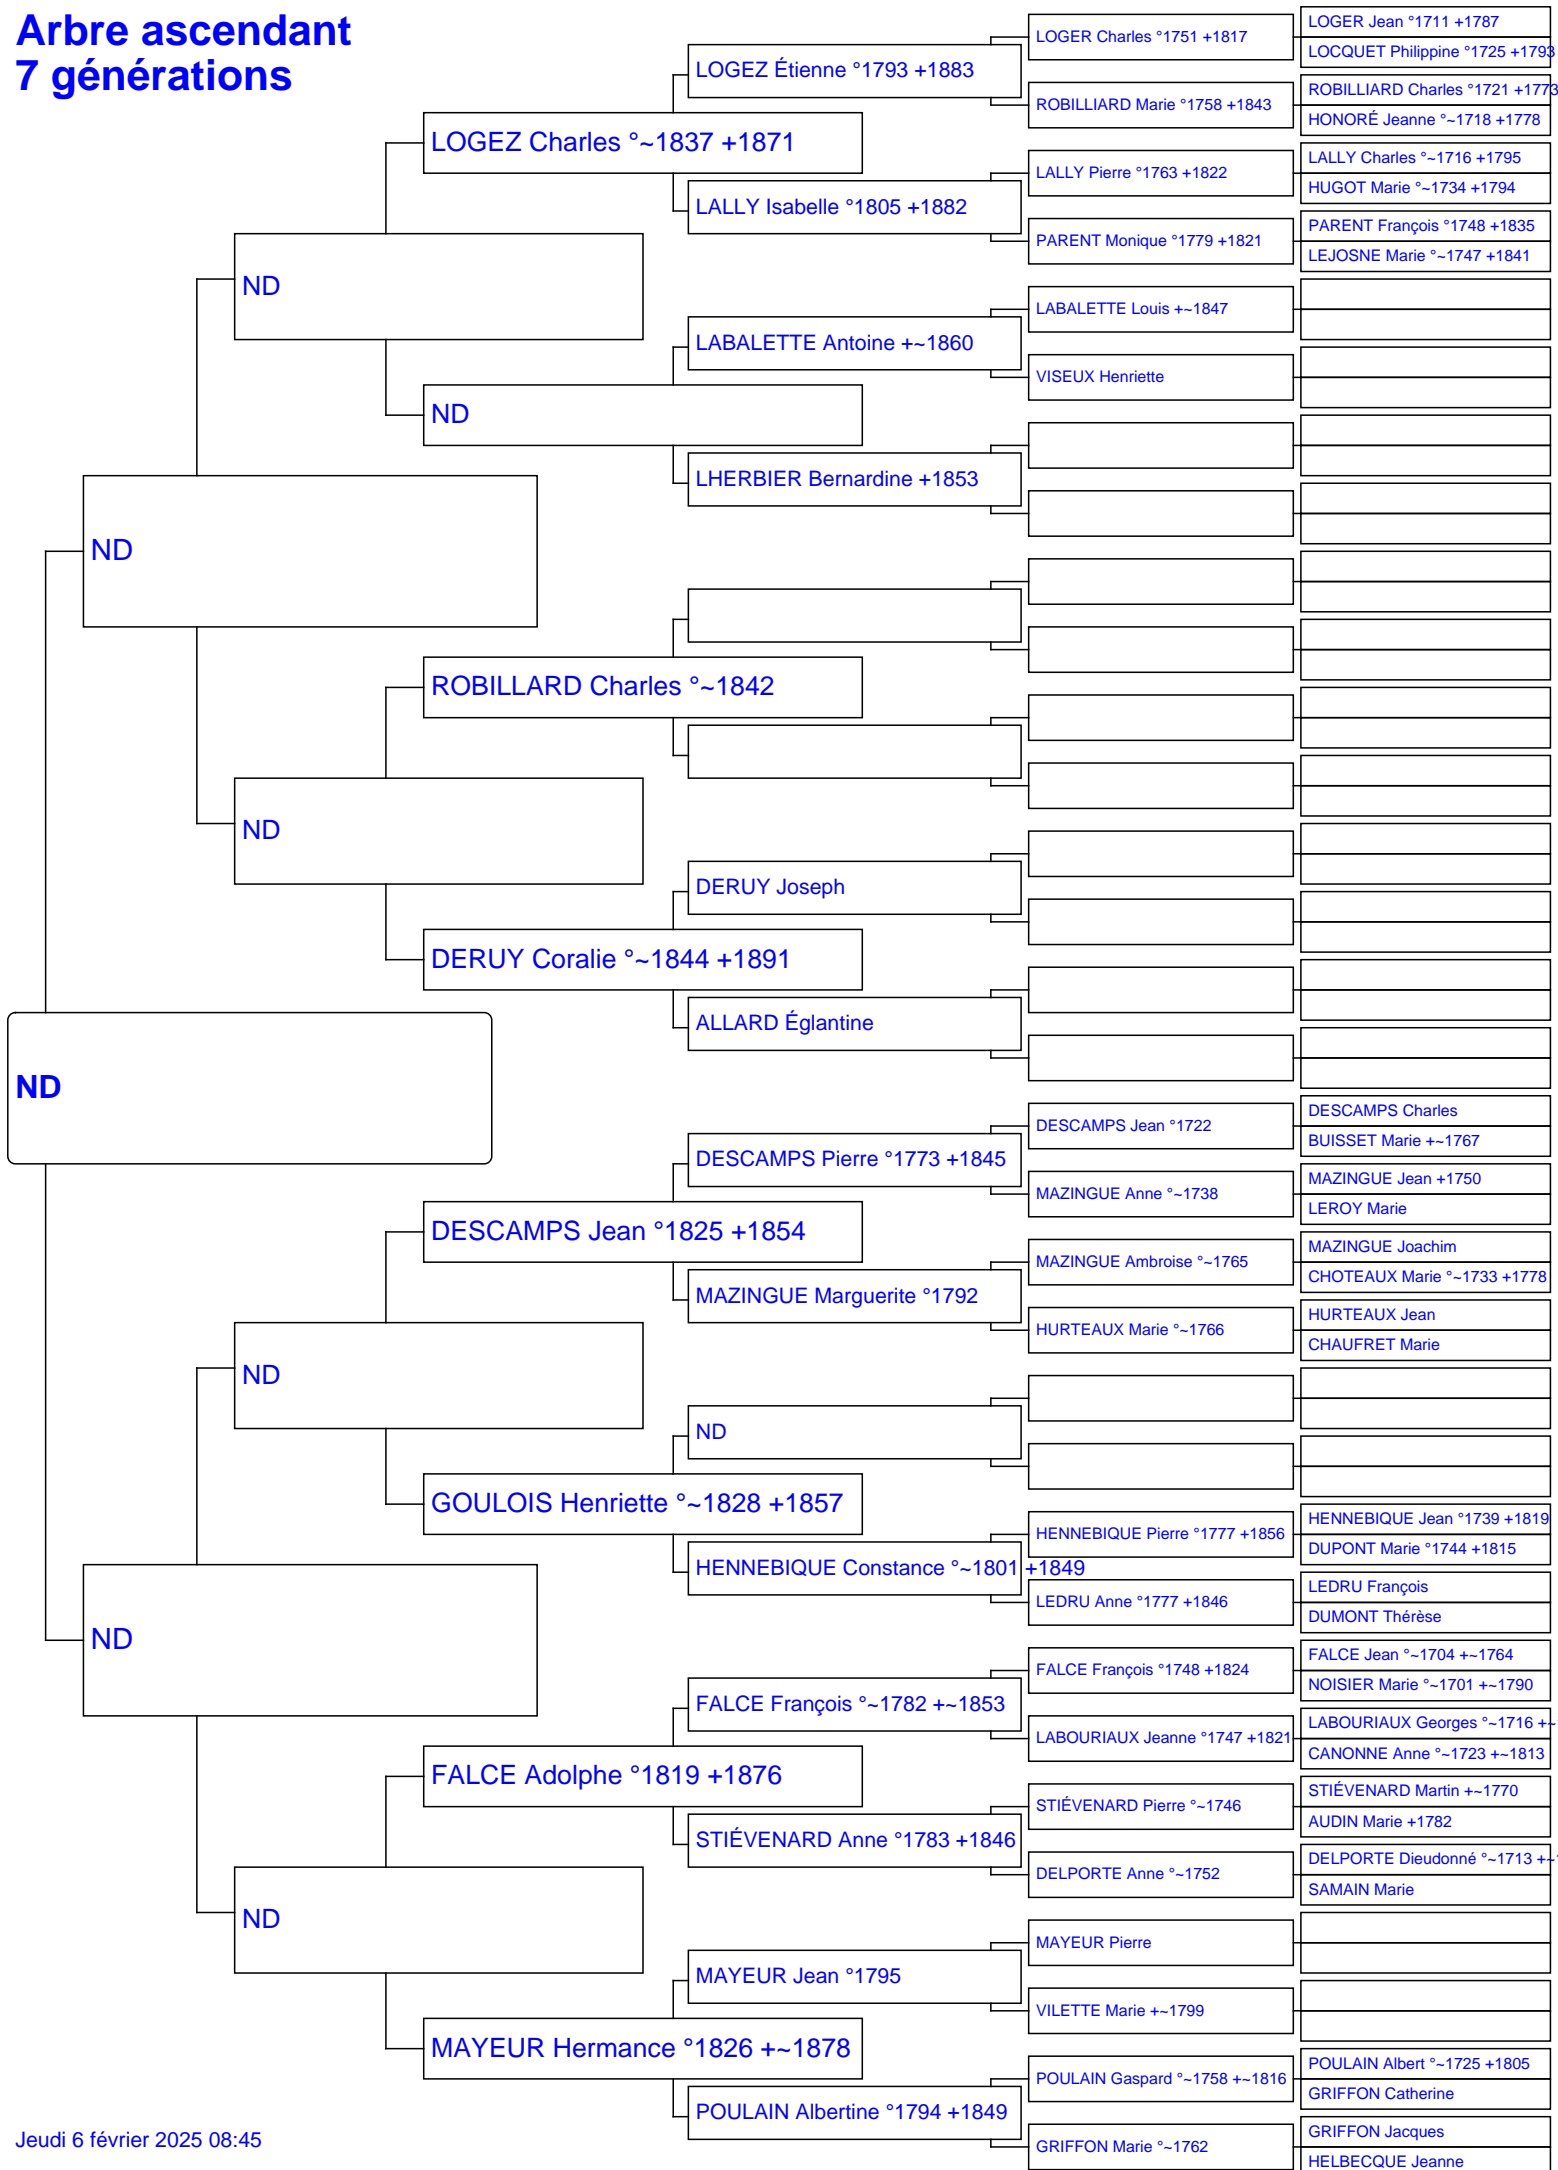 Arbre ascendant
7 générations
ND
ND
ND
LOGEZ Charles °~1837 +1871
LOGEZ Étienne °1793 +1883
LOGER Charles °1751 +1817
LOGER Jean °1711 +1787
LOCQUET Philippine °1725 +1793
ROBILLIARD Marie °1758 +1843
ROBILLIARD Charles °1721 +1773
HONORÉ Jeanne °~1718 +1778
LALLY Isabelle °1805 +1882
LALLY Pierre °1763 +1822
LALLY Charles °~1716 +1795
HUGOT Marie °~1734 +1794
PARENT Monique °1779 +1821
PARENT François °1748 +1835
LEJOSNE Marie °~1747 +1841
ND
LABALETTE Antoine +~1860
LABALETTE Louis +~1847
VISEUX Henriette
LHERBIER Bernardine +1853
ND
ROBILLARD Charles °~1842
DERUY Coralie °~1844 +1891
DERUY Joseph
ALLARD Églantine
ND
ND
DESCAMPS Jean °1825 +1854
DESCAMPS Pierre °1773 +1845
DESCAMPS Jean °1722
DESCAMPS Charles
BUISSET Marie +~1767
MAZINGUE Anne °~1738
MAZINGUE Jean +1750
LEROY Marie
MAZINGUE Marguerite °1792
MAZINGUE Ambroise °~1765
MAZINGUE Joachim
CHOTEAUX Marie °~1733 +1778
HURTEAUX Marie °~1766
HURTEAUX Jean
CHAUFRET Marie
GOULOIS Henriette °~1828 +1857
ND
HENNEBIQUE Constance °~1801 +1849
HENNEBIQUE Pierre °1777 +1856
HENNEBIQUE Jean °1739 +1819
DUPONT Marie °1744 +1815
LEDRU Anne °1777 +1846
LEDRU François
DUMONT Thérèse
ND
FALCE Adolphe °1819 +1876
FALCE François °~1782 +~1853
FALCE François °1748 +1824
FALCE Jean °~1704 +~1764
NOISIER Marie °~1701 +~1790
LABOURIAUX Jeanne °1747 +1821
LABOURIAUX Georges °~1716 +~
CANONNE Anne °~1723 +~1813
STIÉVENARD Anne °1783 +1846
STIÉVENARD Pierre °~1746
STIÉVENARD Martin +~1770
AUDIN Marie +1782
DELPORTE Anne °~1752
DELPORTE Dieudonné °~1713 +~
SAMAIN Marie
MAYEUR Hermance °1826 +~1878
MAYEUR Jean °1795
MAYEUR Pierre
VILETTE Marie +~1799
POULAIN Albertine °1794 +1849
POULAIN Gaspard °~1758 +~1816
POULAIN Albert °~1725 +1805
GRIFFON Catherine
GRIFFON Marie °~1762
GRIFFON Jacques
HELBECQUE Jeanne
Jeudi 6 février 2025 08:45